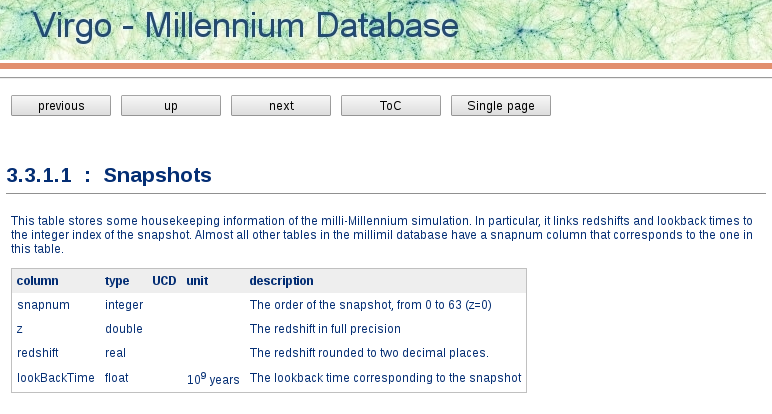 Virgo - Millennium Database
previous up next ToC Single page
3.3.1.1 : Snapshots
This table stores some housekeeping information of the milli-Millennium simulation. In particular, it links redshifts and lookback times to
the integer index of the snapshot. Almost all other tables in the millimil database have a snapnum column that corresponds to the one in
this table.
column type UCD unit description
snapnum integer The order of the snapshot, from 0 to 63 (z=0)
z double The redshift in full precision
redshift real The redshift rounded to two decimal places.
lookBackTime float 10⁹ years The lookback time corresponding to the snapshot